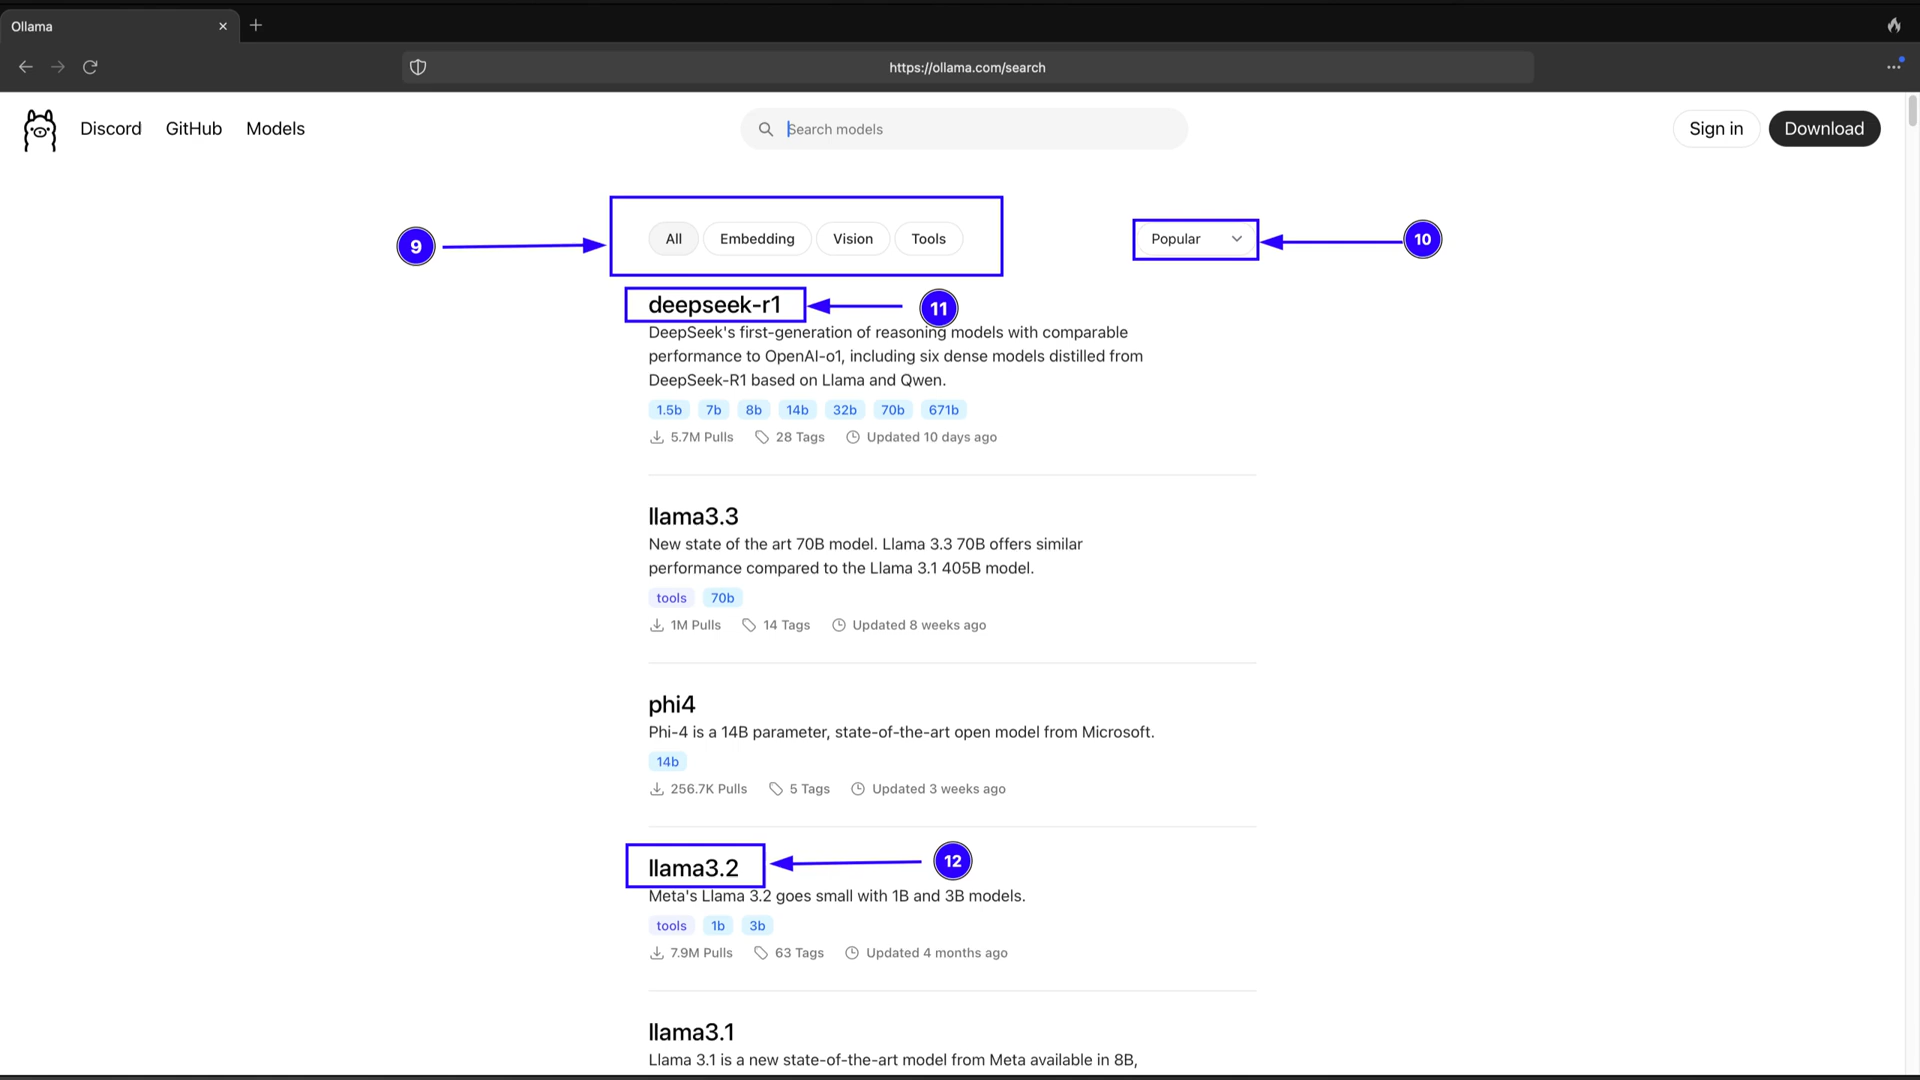 Ollama
https://ollama.com/search
Discord GitHub Models
Search models
Sign in Download
9
All Embedding Vision Tools
Popular
10
deepseek-r1
11
DeepSeek's first-generation of reasoning models with comparable
performance to OpenAI-o1, including six dense models distilled from
DeepSeek-R1 based on Llama and Qwen.
1.5b 7b 8b 14b 32b 70b 671b
5.7M Pulls 28 Tags Updated 10 days ago
llama3.3
New state of the art 70B model. Llama 3.3 70B offers similar
performance compared to the Llama 3.1 405B model.
tools 70b
1M Pulls 14 Tags Updated 8 weeks ago
phi4
Phi-4 is a 14B parameter, state-of-the-art open model from Microsoft.
14b
256.7K Pulls 5 Tags Updated 3 weeks ago
llama3.2
12
Meta's Llama 3.2 goes small with 1B and 3B models.
tools 1b 3b
7.9M Pulls 63 Tags Updated 4 months ago
llama3.1
Llama 3.1 is a new state-of-the-art model from Meta available in 8B,